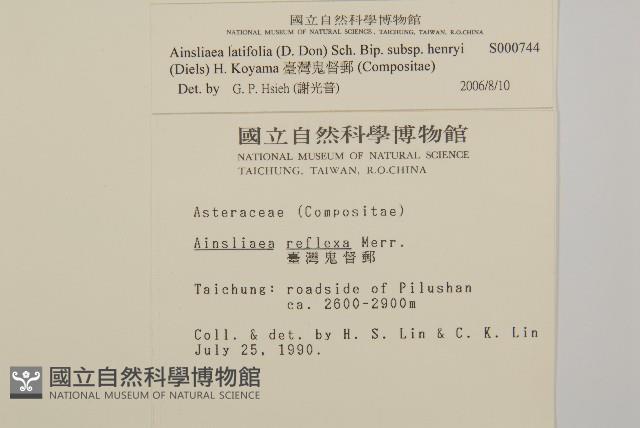 國立自然科學博物館
NATIONAL MUSEUM OF NATURAL SCIENCE, TAICHUNG, TAIWAN, R.O.CHINA
Ainsliaea latifolia (D. Don) Sch. Bip. subsp. henryi S000744
(Diels) H. Koyama 臺灣鬼督郵 (Compositae)
Det. by G. P. Hsieh (謝光普) 2006/8/10
國立自然科學博物館
NATIONAL MUSEUM OF NATURAL SCIENCE
TAICHUNG, TAIWAN, R.O.CHINA
Asteraceae (Compositae)
Ainsliaea reflexa Merr.
臺灣鬼督郵
Taichung: roadside of Pilushan
ca. 2600-2900m
Coll. & det. by H. S. Lin & C. K. Lin
July 25, 1990.
國立自然科學博物館
NATIONAL MUSEUM OF NATURAL SCIENCE